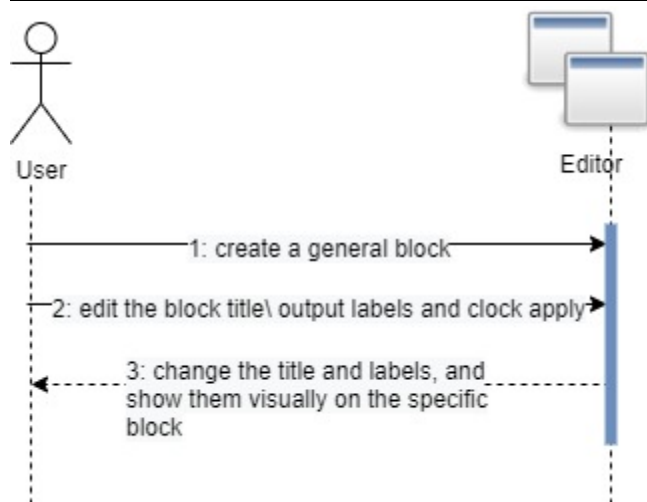 User
Editor
1: create a general block
2: edit the block title\ output labels and clock apply
3: change the title and labels, and
show them visually on the specific
block